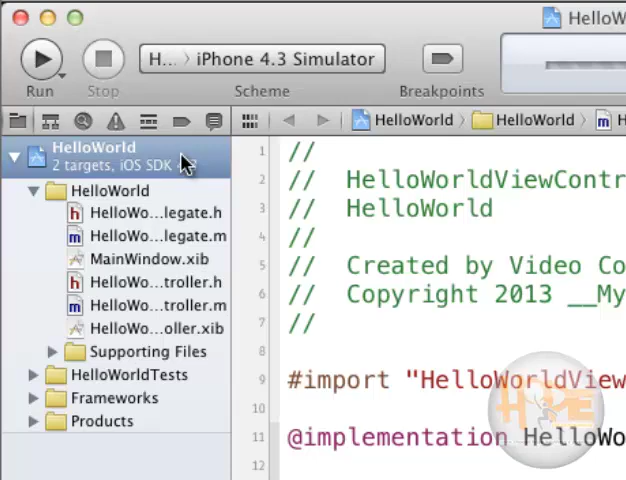 HelloW
Run
Stop
H... › iPhone 4.3 Simulator
Scheme
Breakpoints
HelloWorld › HelloWorld › m H
HelloWorld
2 targets, iOS SDK
HelloWorld
h HelloWo...legate.h
m HelloWo...legate.m
MainWindow.xib
h HelloWo...troller.h
m HelloWo...troller.m
HelloWo...oller.xib
Supporting Files
HelloWorldTests
Frameworks
Products
1 //
2 //  HelloWorldViewContr
3 //  HelloWorld
4 //
5 //  Created by Video Co
6 //  Copyright 2013 __My
7 //
8
9 #import "HelloWorldView
10
11 @implementation HelloWo
12
HOPE